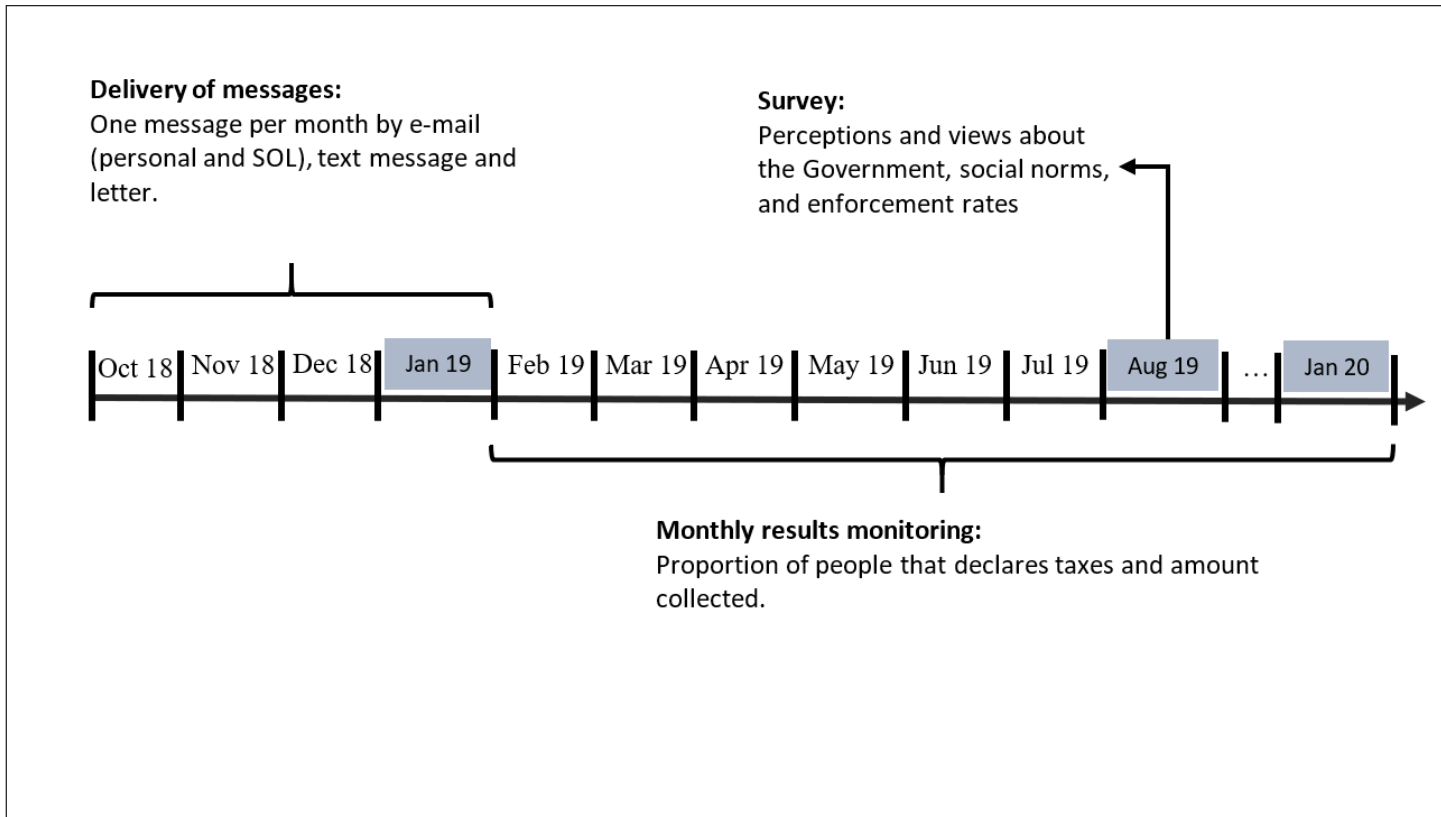 Delivery of messages:
One message per month by e-mail
(personal and SOL), text message and
letter.
Survey:
Perceptions and views about
the Government, social norms,
and enforcement rates
Oct 18 Nov 18 Dec 18 Jan 19 Feb 19 Mar 19 Apr 19 May 19 Jun 19 Jul 19 Aug 19 … Jan 20
Monthly results monitoring:
Proportion of people that declares taxes and amount
collected.